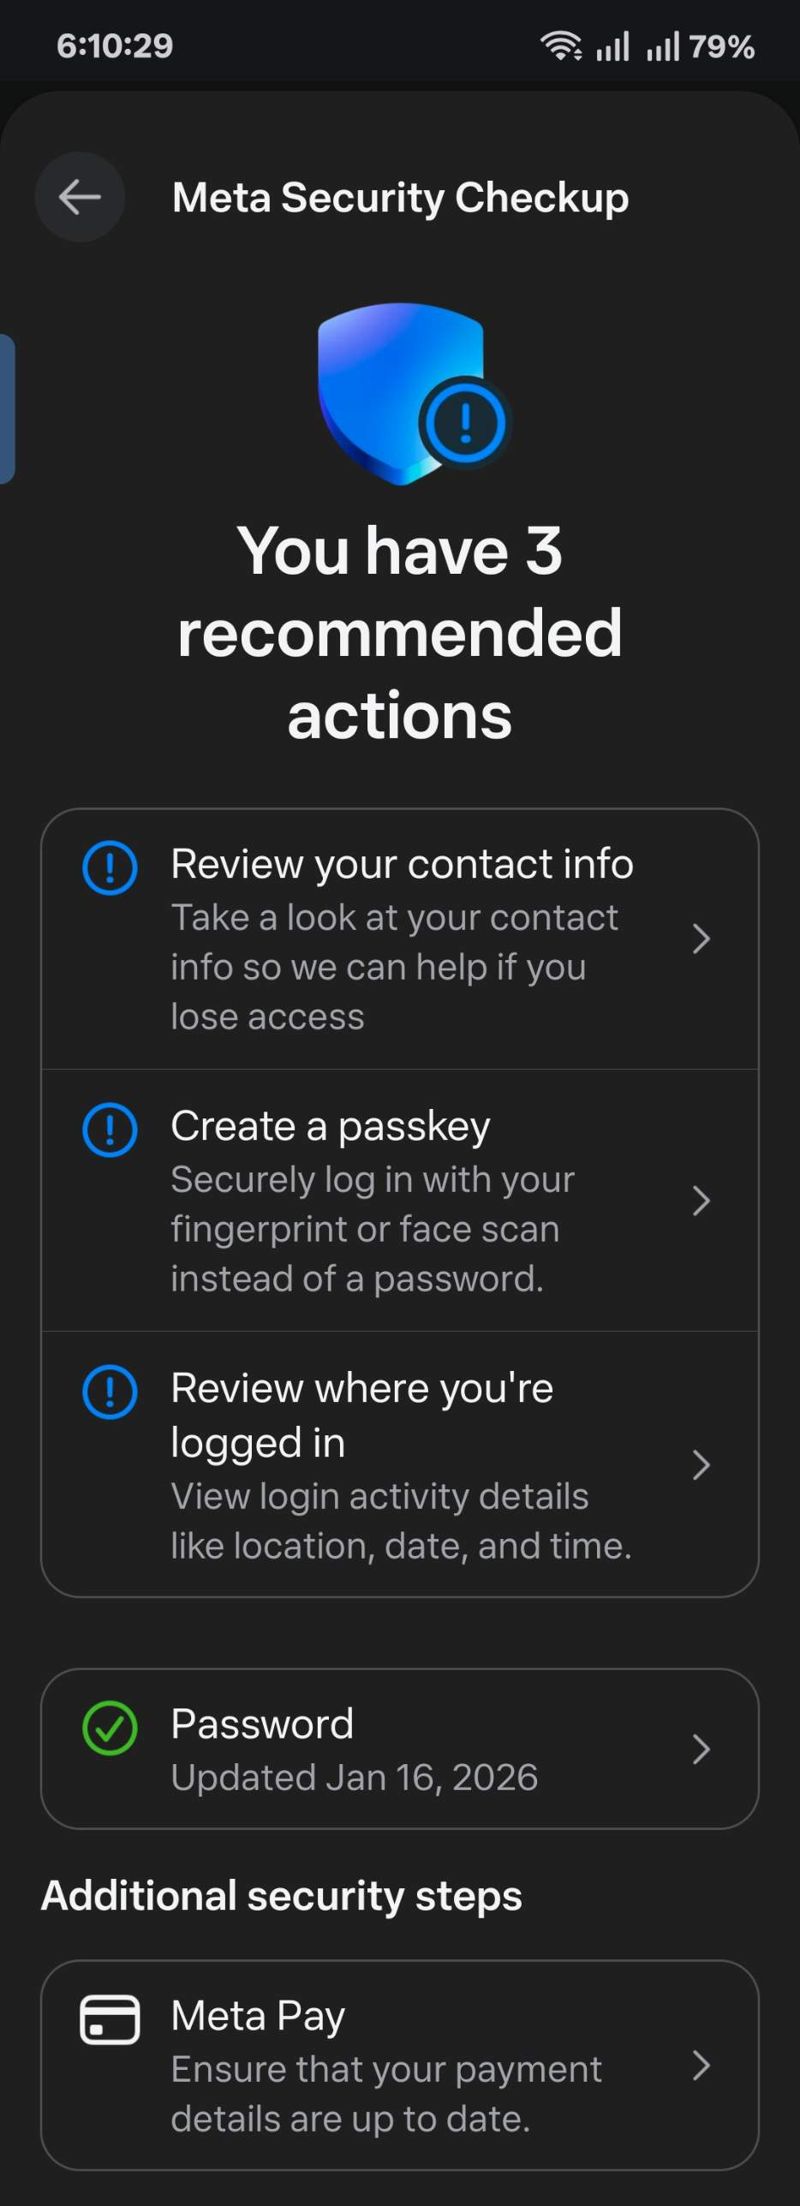 6:10:29
79%
Meta Security Checkup
You have 3
recommended
actions
Review your contact info
Take a look at your contact
info so we can help if you
lose access
Create a passkey
Securely log in with your
fingerprint or face scan
instead of a password.
Review where you're
logged in
View login activity details
like location, date, and time.
Password
Updated Jan 16, 2026
Additional security steps
Meta Pay
Ensure that your payment
details are up to date.